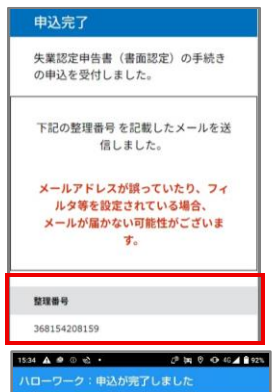 申込完了
失業認定申告書（書面認定）の手続き
の申込を受付しました。
下記の整理番号 を記載したメールを送
信しました。
メールアドレスが誤っていたり、フィ
ルタ等を設定されている場合、
メールが届かない可能性がございま
す。
整理番号
368154208159
15:34 4G 92%
ハローワーク：申込が完了しました